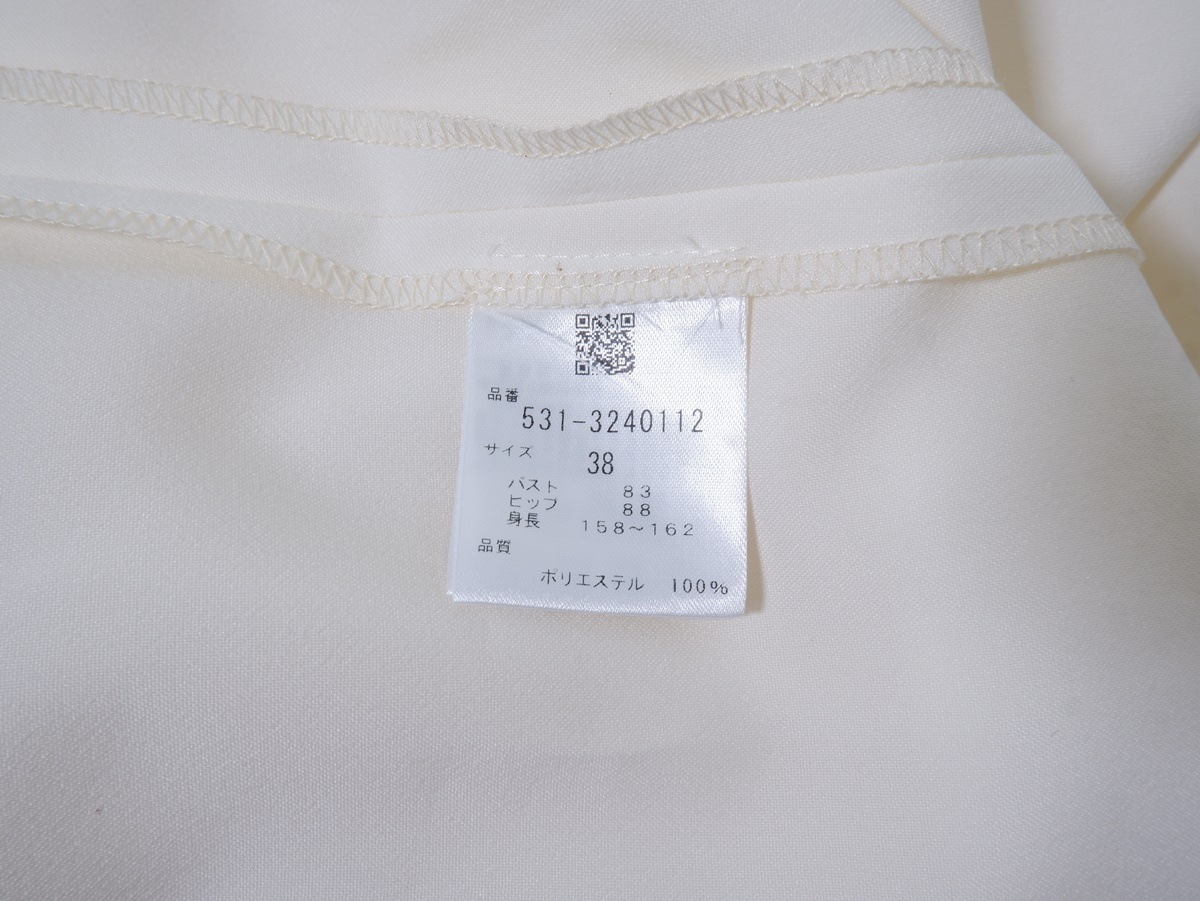 品番
531-3240112
サイズ
38
バスト 83
ヒップ 88
身長 158〜162
品質
ポリエステル 100%